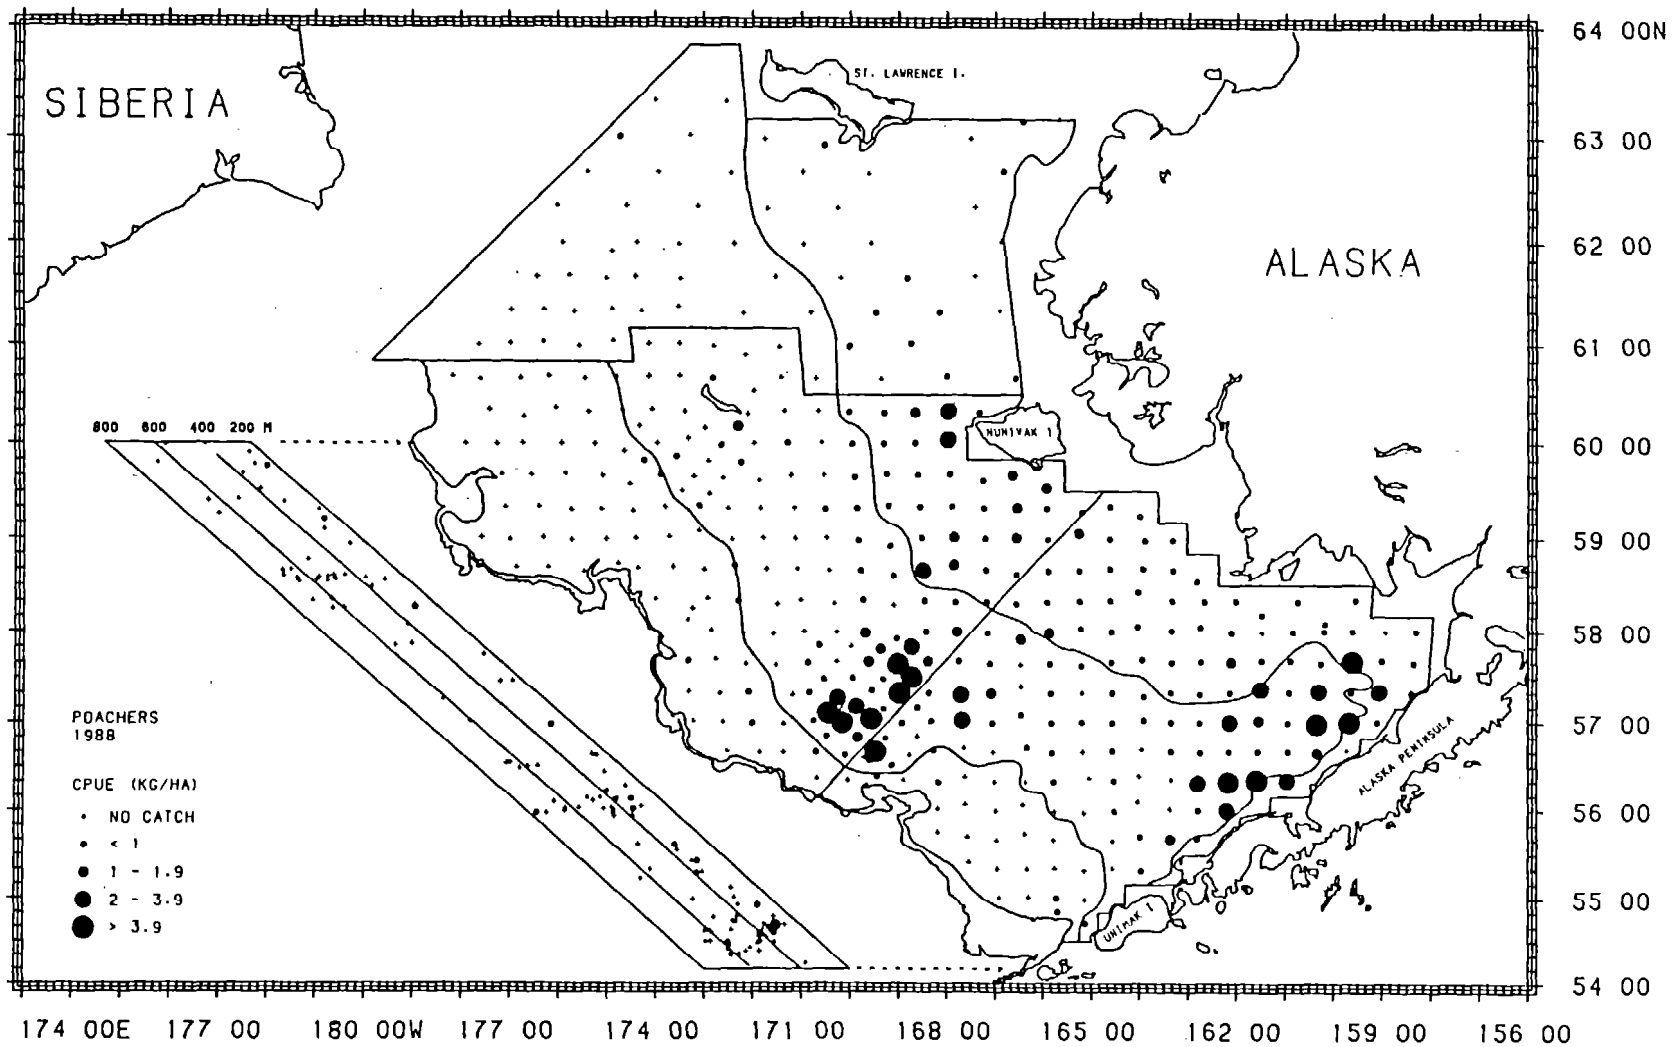 64 00N
ST. LAWRENCE I.
SIBERIA
63 00
62 00
ALASKA
61 00
800 600 400 200 M
NUNIVAK I
60 00
59 00
58 00
POACHERS
1988
57 00
ALASKA PENINSULA
CPUE (KG/HA)
NO CATCH
< 1
1 - 1.9
2 - 3.9
> 3.9
56 00
55 00
UNIMAK I
54 00
174 00E 177 00 180 00W 177 00 174 00 171 00 168 00 165 00 162 00 159 00 156 00